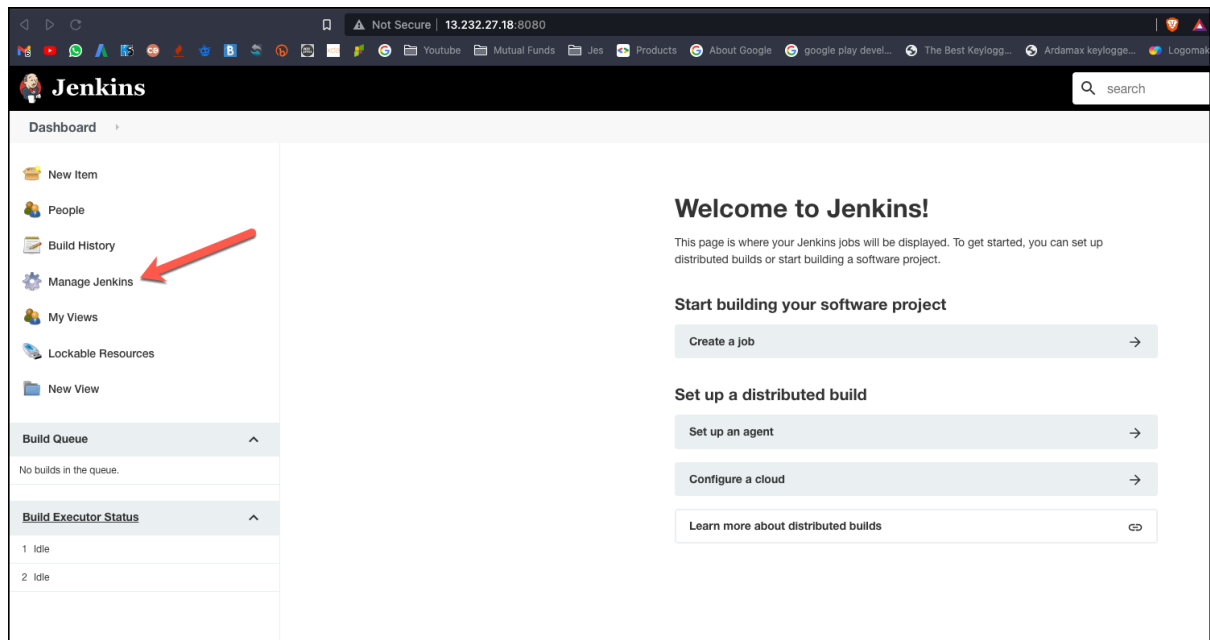 Not Secure | 13.232.27.18:8080
Youtube Mutual Funds Jes Products About Google google play devel... The Best Keylogg... Ardamax keylogge... Logomak
Jenkins
search
Dashboard
New Item
People
Build History
Manage Jenkins
My Views
Lockable Resources
New View
Build Queue
No builds in the queue.
Build Executor Status
1 Idle
2 Idle
Welcome to Jenkins!
This page is where your Jenkins jobs will be displayed. To get started, you can set up
distributed builds or start building a software project.
Start building your software project
Create a job
Set up a distributed build
Set up an agent
Configure a cloud
Learn more about distributed builds